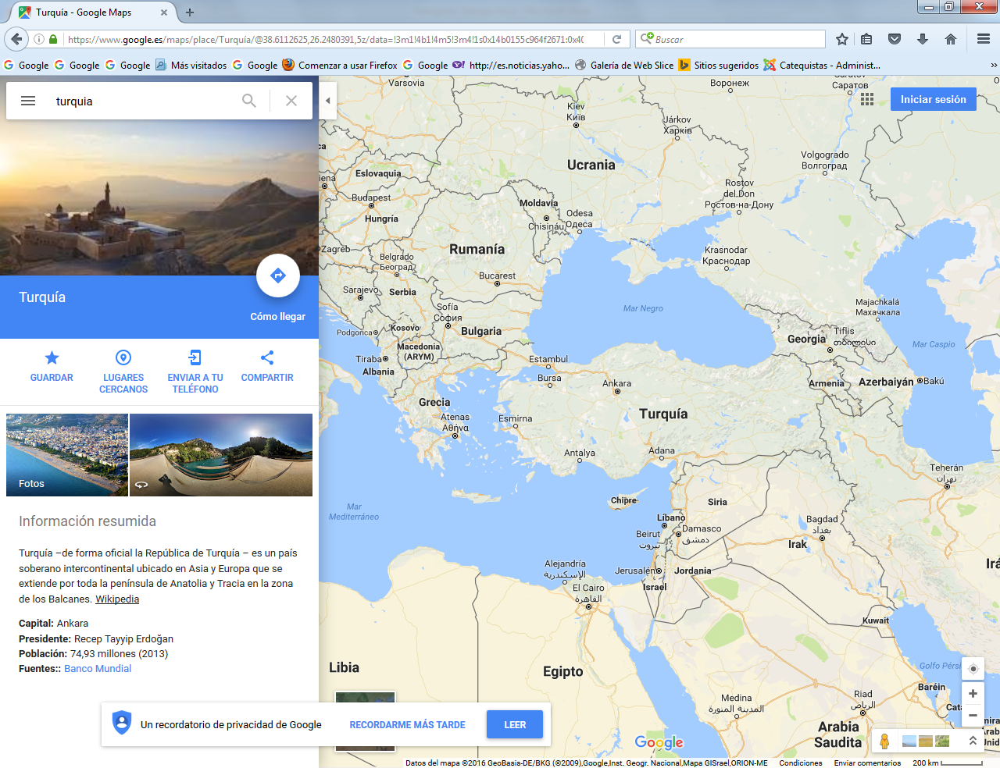 Turquía - Google Maps
https://www.google.es/maps/place/Turquía/@38.6112625,26.2480391,5z/data=!3m1!4b1!4m5!3m4!1s0x14b0155c964f2671:0x40
Buscar
Google
Google
Google
Más visitados
Google
Comenzar a usar Firefox
Google
http://es.noticias.yaho...
Galería de Web Slice
Sitios sugeridos
Catequistas - Administ...
turquia
Turquía
Cómo llegar
GUARDAR
LUGARES
CERCANOS
ENVIAR A TU
TELÉFONO
COMPARTIR
Fotos
Información resumida
Turquía –de forma oficial la República de Turquía – es un país
soberano intercontinental ubicado en Asia y Europa que se
extiende por toda la península de Anatolia y Tracia en la zona
de los Balcanes. Wikipedia
Capital: Ankara
Presidente: Recep Tayyip Erdoğan
Población: 74,93 millones (2013)
Fuentes:: Banco Mundial
Un recordatorio de privacidad de Google
RECORDARME MÁS TARDE
LEER
Iniciar sesión
Varsovia
Воронеж
Саратов
Kiev
Київ
Járkov
Харків
Ucrania
Volgogrado
Волгоград
Eslovaquia
Rostov
del Don
Ростов-на-Дону
Budapest
Hungría
Moldavia
Chisináu
Odesa
Одеса
Zagreb
Rumanía
Belgrado
Београд
Krasnodar
Краснодар
Bucarest
Sarajevo
Serbia
Mar Negro
Majachkalá
Махачкала
Sofía
София
Kosovo
Podgorica
Bulgaria
Macedonia
(ARYM)
Georgia
Tiflis
თბილისი
Mar Caspio
Tiraba
Albania
Estambul
Bursa
Ankara
Armenia
Azerbaiyán
Bakú
Grecia
Atenas
Αθήνα
Esmirna
Turquía
Antalya
Adana
Teherán
تهران
Chipre
Siria
Mar
Mediterráneo
Líbano
Beirut
بيروت
Damasco
دمشق
Bagdad
بغداد
Irak
Alejandría
الإسكندرية
Jerusalén
Jordania
Israel
El Cairo
القاهرة
Kuwait
Libia
Egipto
Golfo Pérsi
Baréin
Medina
المدينة المنورة
Riad
الرياض
Arabia
Saudita
Google
Datos del mapa ©2016 GeoBasis-DE/BKG (©2009),Google,Inst. Geogr. Nacional,Mapa GISrael,ORION-ME
Condiciones
Enviar comentarios
200 km